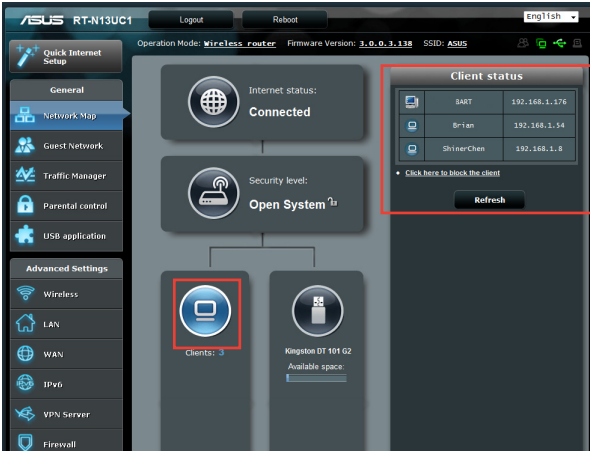 ASUS RT-N13UC1 Logout Reboot English
Operation Mode: Wireless router Firmware Version: 3.0.0.3.138 SSID: ASUS
Quick Internet
Setup
General
Network Map
Guest Network
Traffic Manager
Parental control
USB application
Advanced Settings
Wireless
LAN
WAN
IPv6
IPv6
VPN Server
Firewall
Internet status:
Connected
Security level:
Open System
Clients: 3
Kingston DT 101 G2
Available space:
Client status
BART 192.168.1.176
Brian 192.168.1.54
ShinerChen 192.168.1.8
Click here to block the client
Refresh